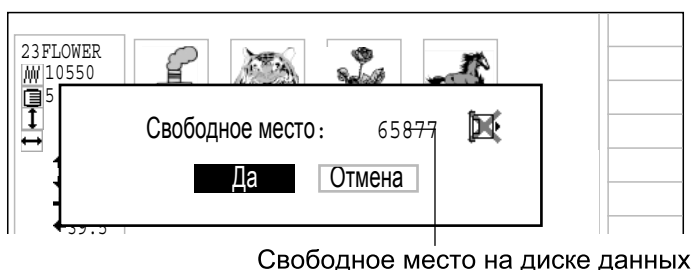 23FLOWER
10550
5
Свободное место: 65877
Да Отмена
39.5
Свободное место на диске данных